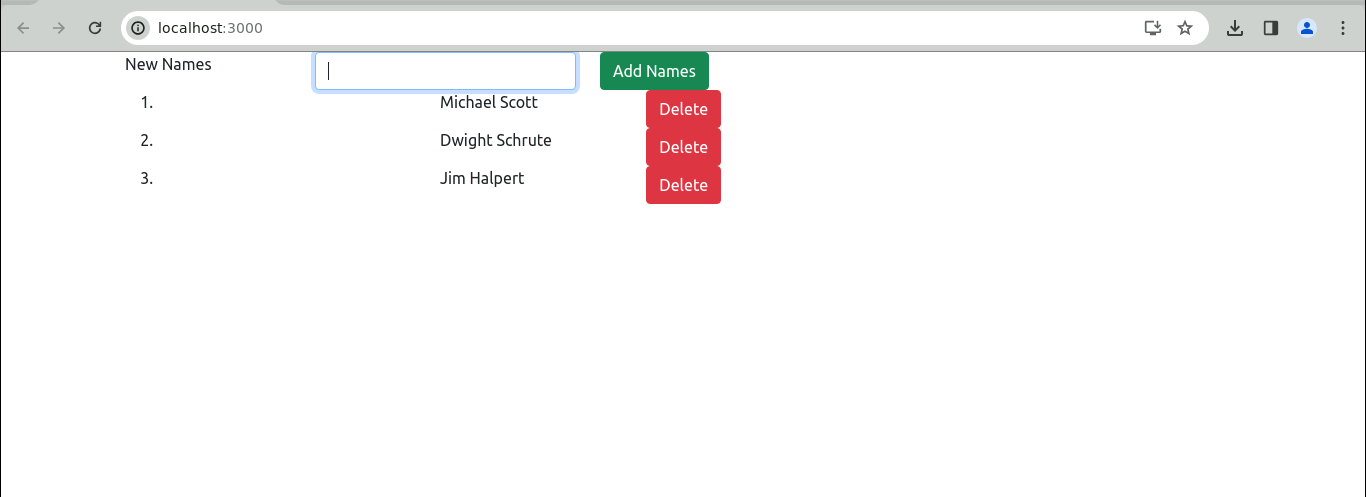 localhost:3000
New Names Add Names
1. Michael Scott Delete
2. Dwight Schrute Delete
3. Jim Halpert Delete